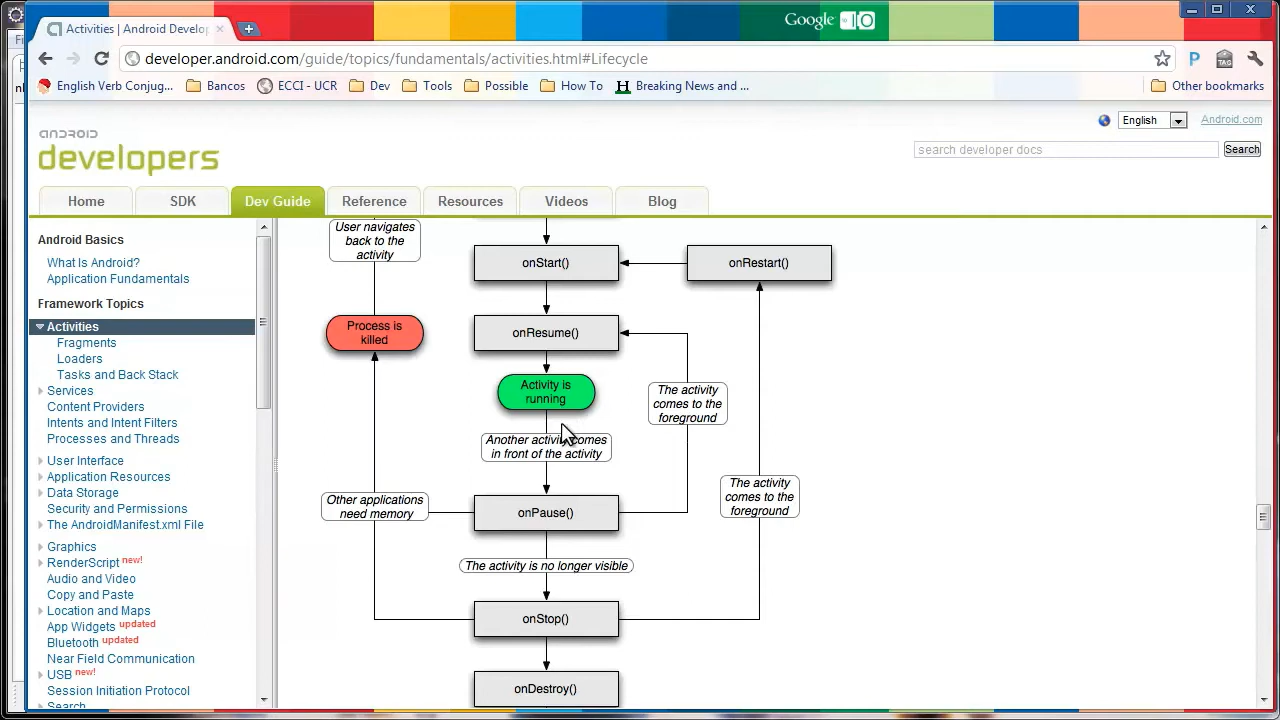 Activities | Android Develop
Google IO
developer.android.com/guide/topics/fundamentals/activities.html#Lifecycle
English Verb Conjug...
Bancos
ECCI - UCR
Dev
Tools
Possible
How To
H
Breaking News and ...
Other bookmarks
P
TAG
English
Android.com
ANDROID
developers
search developer docs
Search
Home
SDK
Dev Guide
Reference
Resources
Videos
Blog
Android Basics
What Is Android?
Application Fundamentals
Framework Topics
Activities
Fragments
Loaders
Tasks and Back Stack
Services
Content Providers
Intents and Intent Filters
Processes and Threads
User Interface
Application Resources
Data Storage
Security and Permissions
The AndroidManifest.xml File
Graphics
RenderScript new!
Audio and Video
Copy and Paste
Location and Maps
App Widgets updated
Bluetooth updated
Near Field Communication
USB new!
Session Initiation Protocol
Search
User navigates
back to the
activity
onStart()
onRestart()
Process is
killed
onResume()
Activity is
running
The activity
comes to the
foreground
Another activity comes
in front of the activity
Other applications
need memory
onPause()
The activity
comes to the
foreground
The activity is no longer visible
onStop()
onDestroy()